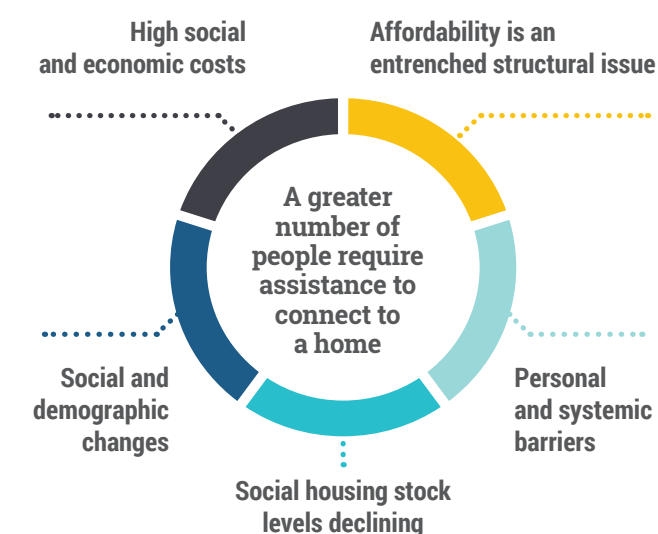 High social
and economic costs
Affordability is an
entrenched structural issue
A greater
number of
people require
assistance to
connect to
a home
Social and
demographic
changes
Personal
and systemic
barriers
Social housing stock
levels declining